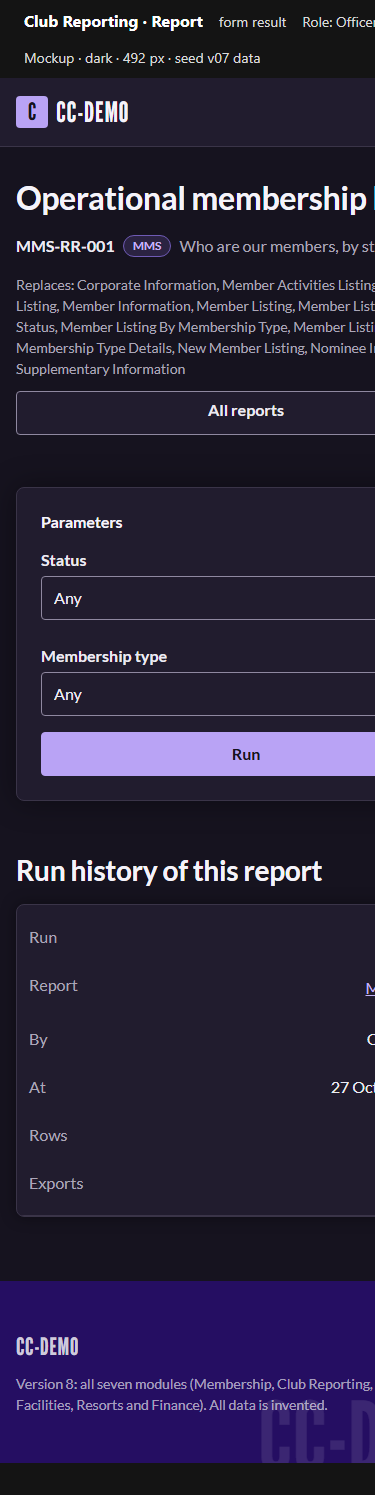 Club Reporting · Report form result Role: Officer
Mockup · dark · 492 px · seed v07 data
C CC-DEMO
Operational membership
MMS-RR-001 MMS Who are our members, by st
Replaces: Corporate Information, Member Activities Listing
Listing, Member Information, Member Listing, Member List
Status, Member Listing By Membership Type, Member Listi
Membership Type Details, New Member Listing, Nominee I
Supplementary Information
All reports
Parameters
Status
Any
Membership type
Any
Run
Run history of this report
Run
Report M
By C
At 27 Oct
Rows
Exports
CC-DEMO
Version 8: all seven modules (Membership, Club Reporting,
Facilities, Resorts and Finance). All data is invented.
CC-D